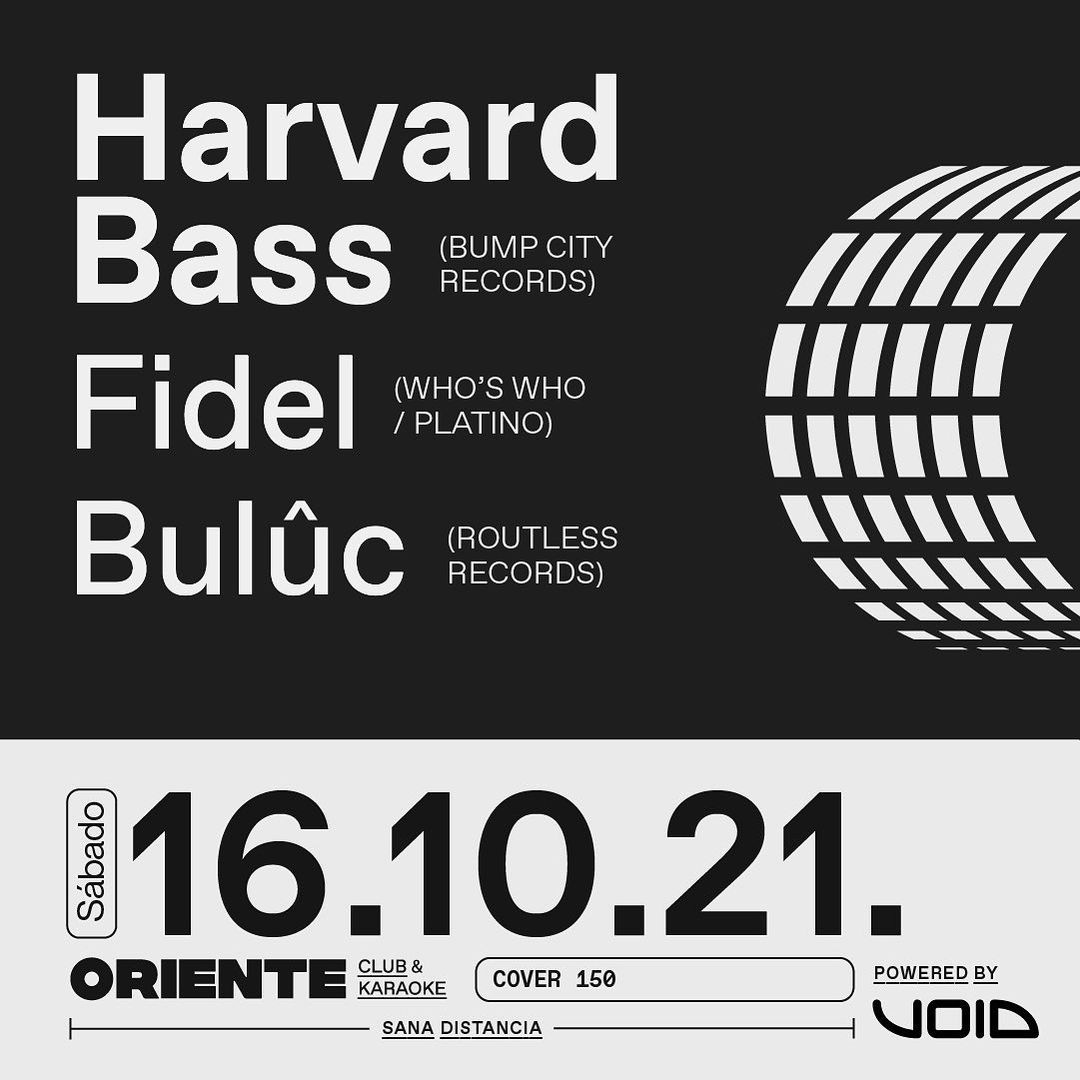 Harvard
Bass
(BUMP CITY
RECORDS)
Fidel
(WHO'S WHO
/ PLATINO)
Bulûc
(ROUTLESS
RECORDS)
Sábado
16.10.21.
ORIENTE
CLUB &
KARAOKE
COVER 150
SANA DISTANCIA
POWERED BY
VOID